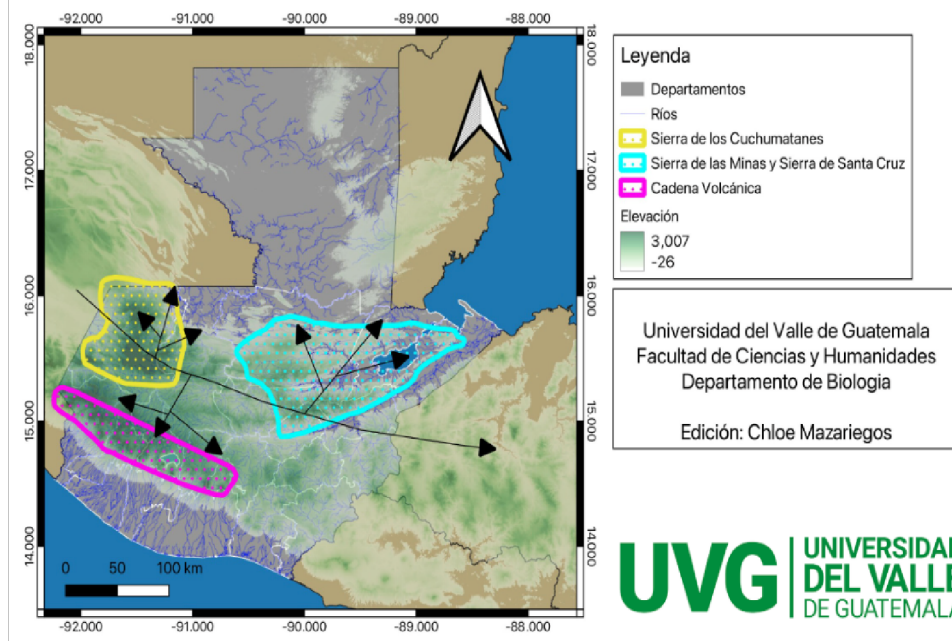 -92.000 -91.000 -90.000 -89.000 -88.000
18.000 18.000
17.000 17.000
16.000 16.000
15.000 15.000
14.000 14.000
0 50 100 km
-92.000 -91.000 -90.000 -89.000 -88.000
Leyenda
Departamentos
Ríos
Sierra de los Cuchumatanes
Sierra de las Minas y Sierra de Santa Cruz
Cadena Volcánica
Elevación
3,007
-26
Universidad del Valle de Guatemala
Facultad de Ciencias y Humanidades
Departamento de Biologia
Edición: Chloe Mazariegos
UVG
UNIVERSIDAD
DEL VALLE
DE GUATEMALA